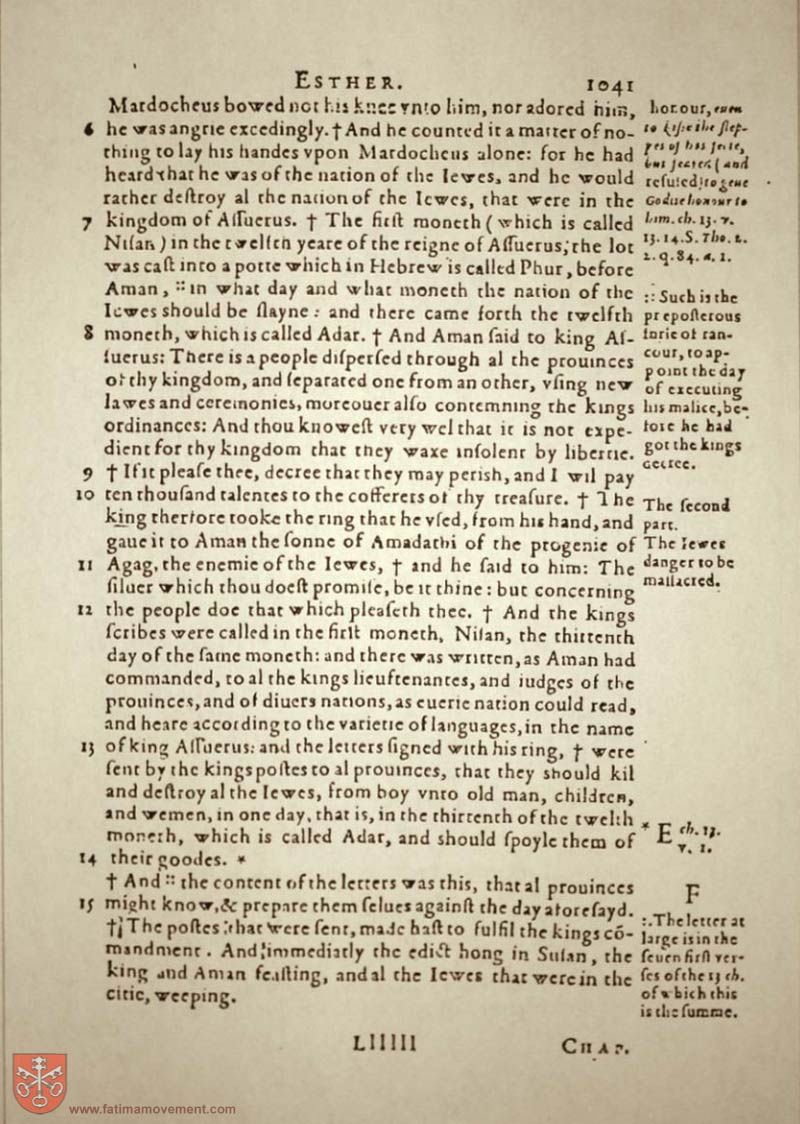 ESTHER. 1041
Mardocheus bowed not his knee vnto him, nor adored him,
6 he was angrie exceedingly. † And he counted it a matter of no-
thing to lay his handes vpon Mardocheus alone: for he had
heard that he was of the nation of the Iewes, and he would
rather deſtroy al the nation of the Iewes, that were in the
7 kingdom of Aſſuerus. † The firſt moneth (which is called
Niſan) in the twelfth yeare of the reigne of Aſſuerus, the lot
was caſt into a potte which in Hebrew is called Phur, before
Aman, :: in what day and what moneth the nation of the
Iewes should be ſlayne: and there came forth the twelfth
8 moneth, which is called Adar. † And Aman ſaid to king Aſ-
ſuerus: There is a people diſperſed through al the prouinces
of thy kingdom, and ſeparated one from an other, vſing new
lawes and ceremonies, moreouer alſo contemning the kings
ordinances: And thou knoweſt very wel that it is not expe-
dient for thy kingdom that they waxe inſolent by libertie.
9 † If it pleaſe thee, decree that they may perish, and I wil pay
10 ten thouſand talentes to the cofferers of thy treaſure. † The
king therfore tooke the ring that he vſed, from his hand, and
gaue it to Aman the ſonne of Amadathi of the progenie of
11 Agag, the enemie of the Iewes, † and he ſaid to him: The
ſiluer which thou doeſt promiſe, be it thine: but concerning
12 the people doe that which pleaſeth thee. † And the kings
ſcribes were called in the firſt moneth, Niſan, the thirtenth
day of the ſame moneth: and there was written, as Aman had
commanded, to al the kings lieuftenantes, and iudges of the
prouinces, and of diuers nations, as euerie nation could read,
and heare according to the varietie of languages, in the name
13 of king Aſſuerus: and the letters ſigned with his ring, † were
ſent by the kings poſtes to al prouinces, that they should kil
and deſtroy al the Iewes, from boy vnto old man, children,
and wemen, in one day, that is, in the thirtenth of the twelth
moneth, which is called Adar, and should ſpoyle them of
14 their goodes. *
† And :: the content of the letters was this, that al prouinces
15 might know, & prepare them ſelues againſt the day aforeſayd.
† The poſtes that were ſent, made haſt to fulfil the kings cō-
mandment. And immediatly the edict hong in Suſan, the
king and Aman feaſting, and al the Iewes that were in the
citie, weeping.
LIIIII CHAP.
honour, euen
to kiſſe the ſtep-
pes of his feete,
but feared (and
refuſed) to geue
Gods honour to
him. ch. 13. v.
13. 14. S. Tho. 2.
2. q. 84. a. 1.
:: Such is the
prepoſterous
furie of ran-
cour, to ap-
point the day
of executing
his malice, be-
fore he had
got the kings
decree.
The ſecond
part.
The Iewes
danger to be
maſſacred.
* E ch. 13.
v. 1.
F
:: The letter at
large is in the
ſeuen firſt ver-
ſes of the 13 ch.
of which this
is the ſumme.
www.fatimamovement.com